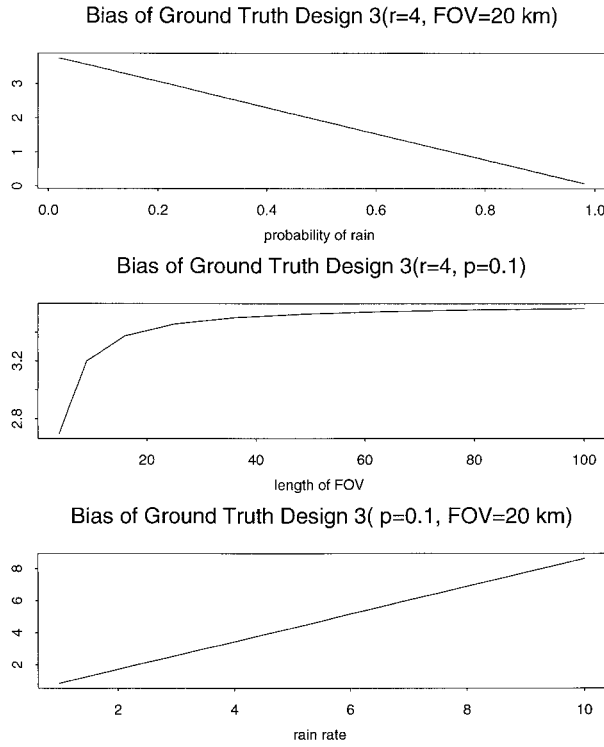 Bias of Ground Truth Design 3(r=4, FOV=20 km)
3
2
1
0
0.0 0.2 0.4 0.6 0.8 1.0
probability of rain
Bias of Ground Truth Design 3(r=4, p=0.1)
3.2
2.8
20 40 60 80 100
length of FOV
Bias of Ground Truth Design 3( p=0.1, FOV=20 km)
8
6
4
2
2 4 6 8 10
rain rate